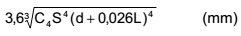 3,6∛C₄S⁴(d + 0,026L)⁴ (mm)